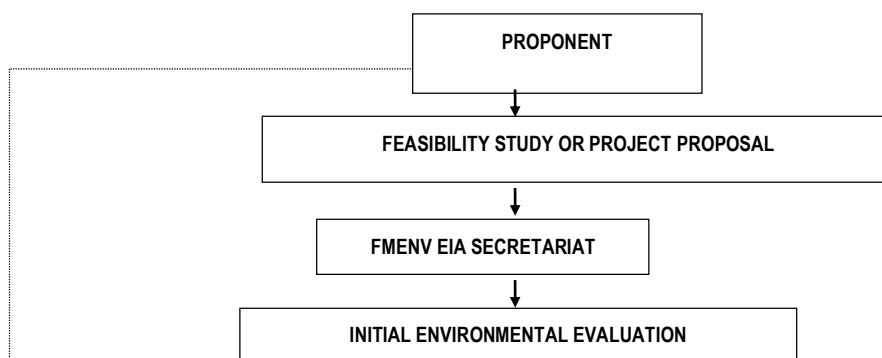 PROPONENT
FEASIBILITY STUDY OR PROJECT PROPOSAL
FMENV EIA SECRETARIAT
INITIAL ENVIRONMENTAL EVALUATION